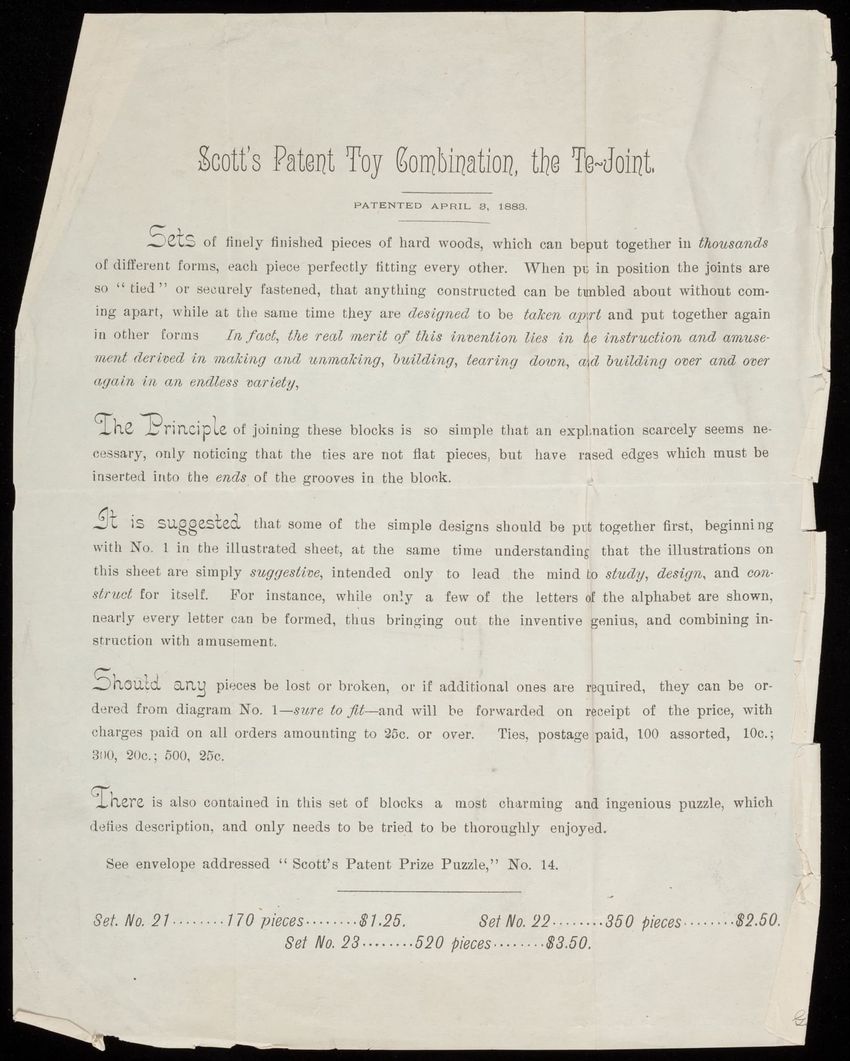 Scott's Patent Toy Combination, the Te-Joint.
PATENTED APRIL 3, 1883.
Sets of finely finished pieces of hard woods, which can be put together in thousands
of different forms, each piece perfectly fitting every other. When put in position the joints are
so "tied" or securely fastened, that anything constructed can be tumbled about without com-
ing apart, while at the same time they are designed to be taken apart and put together again
in other forms In fact, the real merit of this invention lies in the instruction and amuse-
ment derived in making and unmaking, building, tearing down, and building over and over
again in an endless variety,
The Principle of joining these blocks is so simple that an explanation scarcely seems ne-
cessary, only noticing that the ties are not flat pieces, but have raised edges which must be
inserted into the ends of the grooves in the block.
It is suggested that some of the simple designs should be put together first, beginning
with No. 1 in the illustrated sheet, at the same time understanding that the illustrations on
this sheet are simply suggestive, intended only to lead the mind to study, design, and con-
struct for itself. For instance, while only a few of the letters of the alphabet are shown,
nearly every letter can be formed, thus bringing out the inventive genius, and combining in-
struction with amusement.
Should any pieces be lost or broken, or if additional ones are required, they can be or-
dered from diagram No. 1—sure to fit—and will be forwarded on receipt of the price, with
charges paid on all orders amounting to 25c. or over. Ties, postage paid, 100 assorted, 10c.;
300, 20c.; 500, 25c.
There is also contained in this set of blocks a most charming and ingenious puzzle, which
defies description, and only needs to be tried to be thoroughly enjoyed.
See envelope addressed "Scott's Patent Prize Puzzle," No. 14.
Set. No. 21........170 pieces........$1.25. Set No. 22........350 pieces........$2.50.
Set No. 23........520 pieces........$3.50.